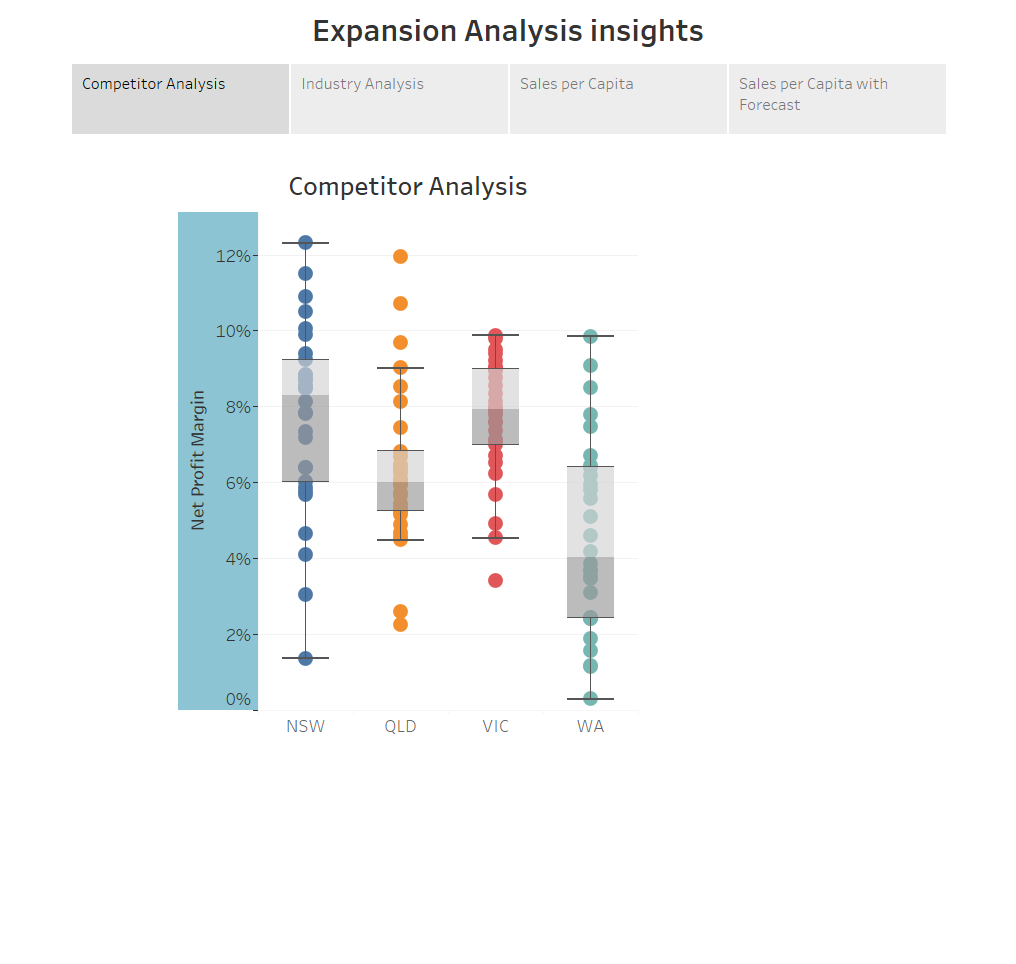 Expansion Analysis insights
Competitor Analysis
Industry Analysis
Sales per Capita
Sales per Capita with
Forecast
Competitor Analysis
Net Profit Margin
12%
10%
8%
6%
4%
2%
0%
NSW
QLD
VIC
WA